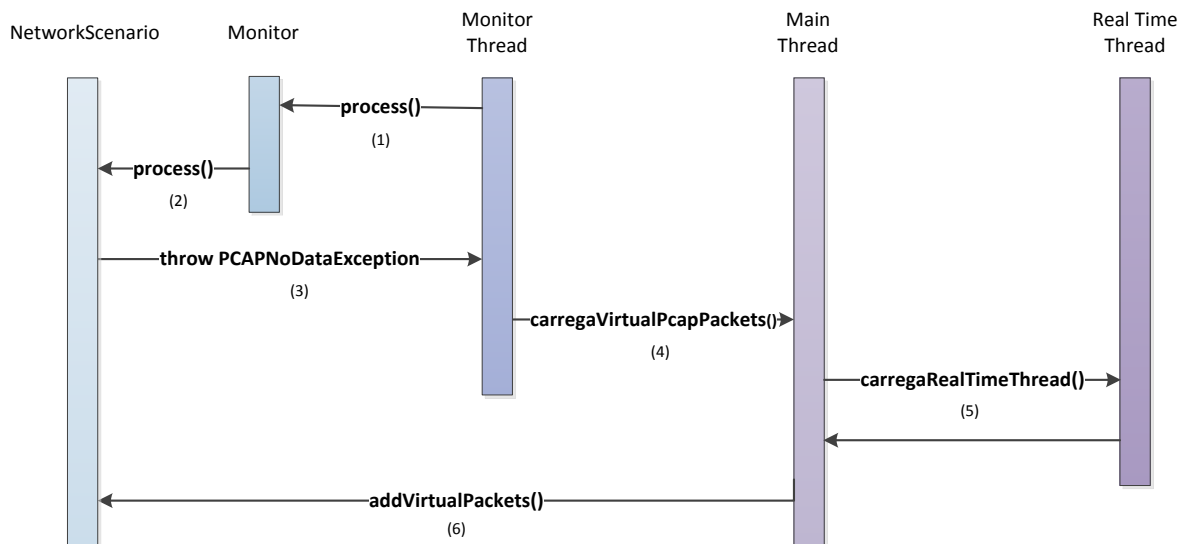 NetworkScenario
Monitor
Monitor
Thread
Main
Thread
Real Time
Thread
process()
(1)
process()
(2)
throw PCAPNoDataException
(3)
carregaVirtualPcapPackets()
(4)
carregaRealTimeThread()
(5)
addVirtualPackets()
(6)